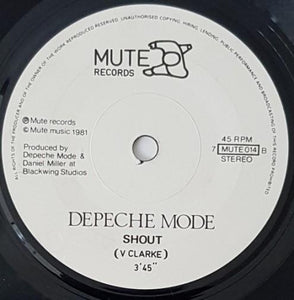 ALL RIGHTS OF THE PRODUCER AND OF THE OWNER OF THE WORK REPRODUCED RESERVED. UNAUTHORISED COPYING, HIRING, LENDING, PUBLIC PERFORMANCE AND BROADCASTING OF THIS RECORD PROHIBITED
MUTE
RECORDS
℗ Mute records
© Mute music 1981
Produced by
Depeche Mode &
Daniel Miller at
Blackwing Studios
45 RPM
7 MUTE 014 B
STEREO
DEPECHE MODE
SHOUT
(V CLARKE)
3'45"